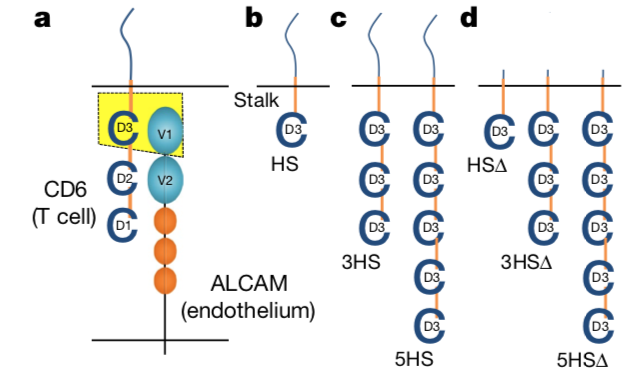 a
b
c
d
Stalk
D3
V1
D2
V2
D1
CD6
(T cell)
ALCAM
(endothelium)
D3
HS
D3
D3
D3
3HS
D3
D3
D3
D3
D3
5HS
D3
HSΔ
D3
D3
D3
3HSΔ
D3
D3
D3
D3
D3
5HSΔ